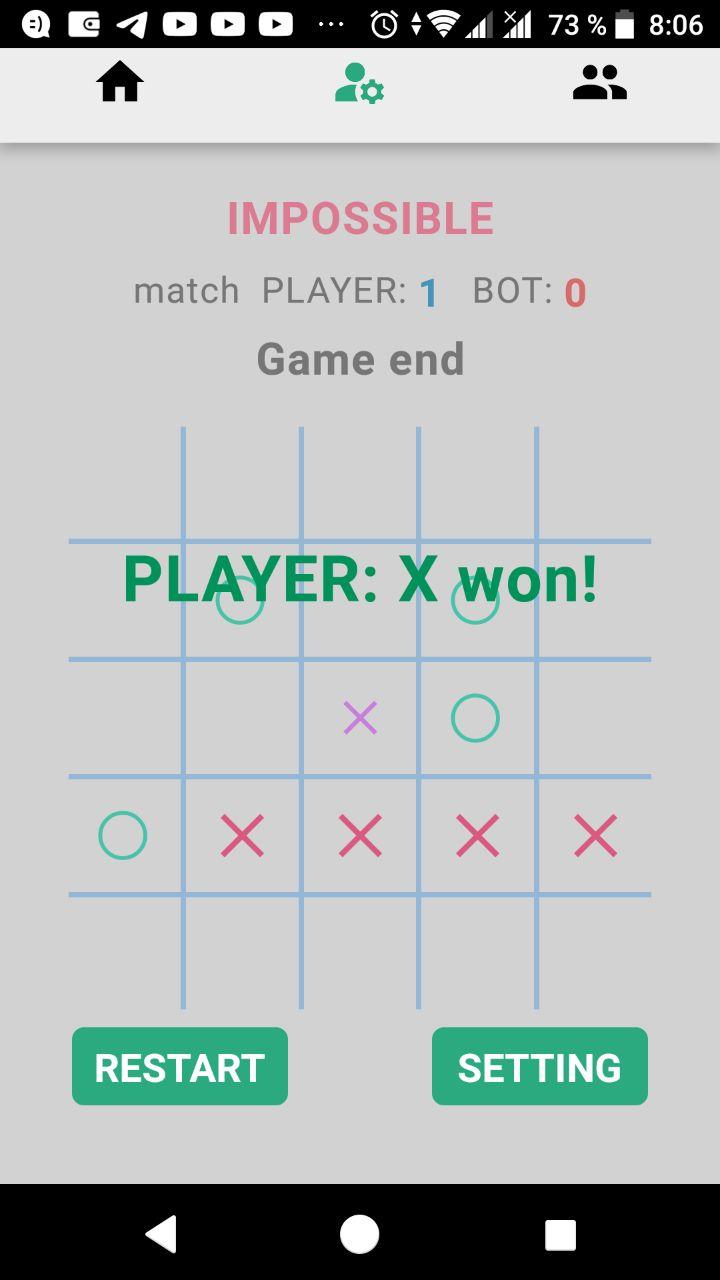 73 % 8:06
IMPOSSIBLE
match PLAYER: 1 BOT: 0
Game end
PLAYER: X won!
RESTART SETTING